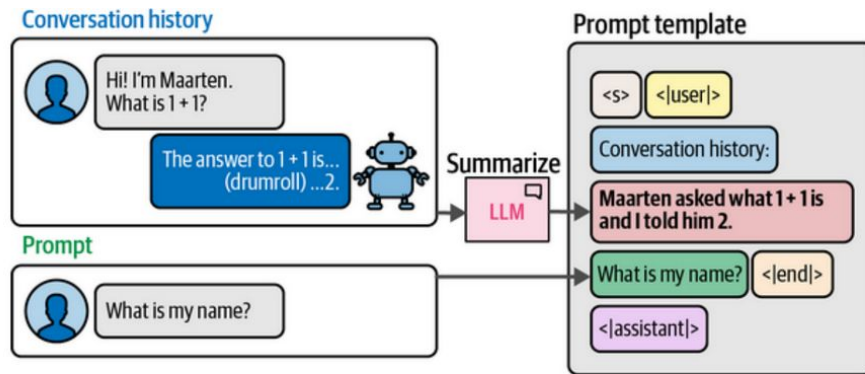 Conversation history
Hi! I'm Maarten.
What is 1 + 1?
The answer to 1 + 1 is...
(drumroll) ...2.
Prompt
What is my name?
Summarize
LLM
Prompt template
<s> <|user|>
Conversation history:
Maarten asked what 1 + 1 is
and I told him 2.
What is my name? <|end|>
<|assistant|>